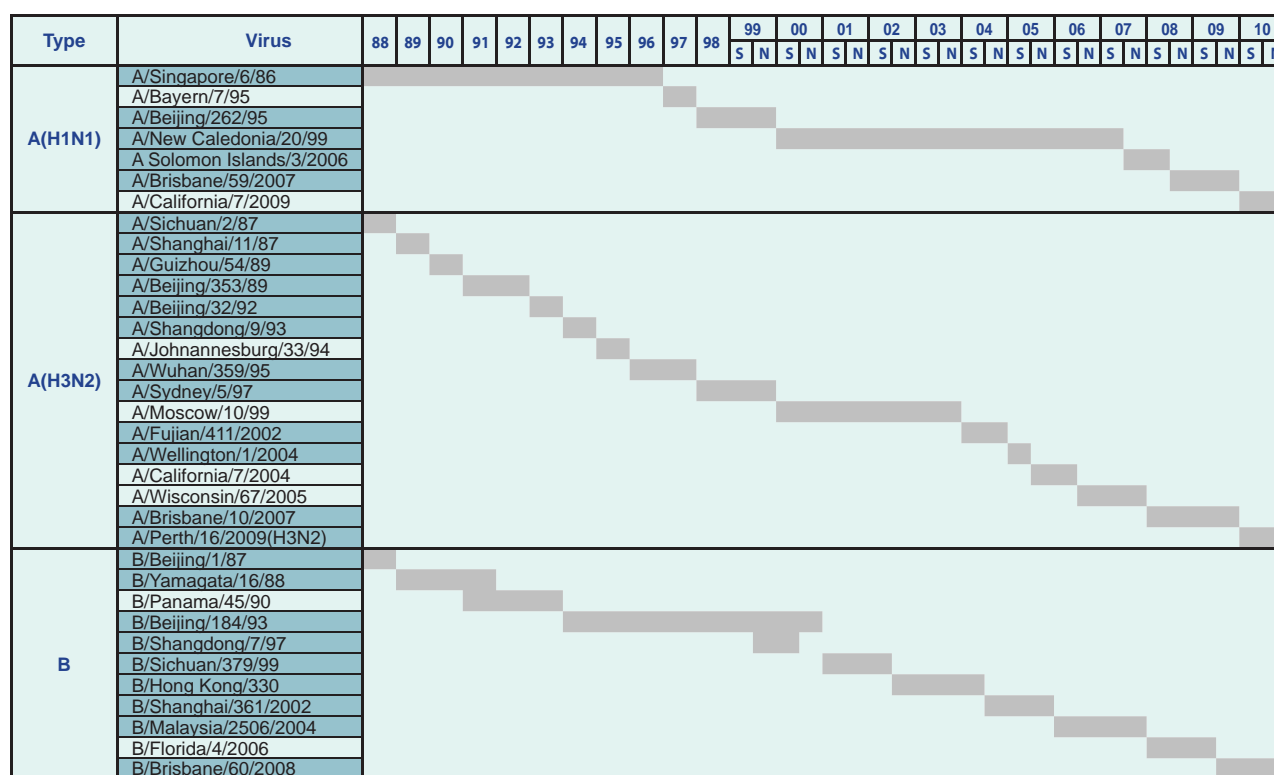 Type Virus 88 89 90 91 92 93 94 95 96 97 98 99 00 01 02 03 04 05 06 07 08 09 10
S N S N S N S N S N S N S N S N S N S N S N S N
A(H1N1)
A/Singapore/6/86
A/Bayern/7/95
A/Beijing/262/95
A/New Caledonia/20/99
A Solomon Islands/3/2006
A/Brisbane/59/2007
A/California/7/2009
A(H3N2)
A/Sichuan/2/87
A/Shanghai/11/87
A/Guizhou/54/89
A/Beijing/353/89
A/Beijing/32/92
A/Shangdong/9/93
A/Johnannesburg/33/94
A/Wuhan/359/95
A/Sydney/5/97
A/Moscow/10/99
A/Fujian/411/2002
A/Wellington/1/2004
A/California/7/2004
A/Wisconsin/67/2005
A/Brisbane/10/2007
A/Perth/16/2009(H3N2)
B
B/Beijing/1/87
B/Yamagata/16/88
B/Panama/45/90
B/Beijing/184/93
B/Shangdong/7/97
B/Sichuan/379/99
B/Hong Kong/330
B/Shanghai/361/2002
B/Malaysia/2506/2004
B/Florida/4/2006
B/Brisbane/60/2008